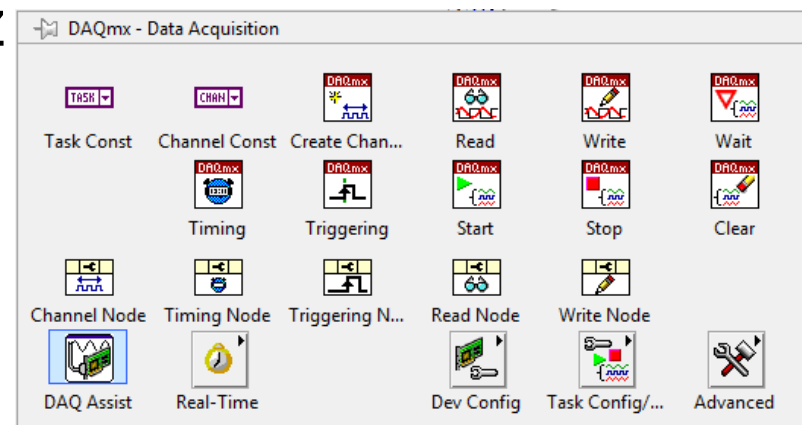 DAQmx - Data Acquisition
DAQmx DAQmx DAQmx DAQmx
TASK CHAN
Task Const Channel Const Create Chan... Read Write Wait
DAQmx DAQmx DAQmx DAQmx DAQmx
Timing Triggering Start Stop Clear
Channel Node Timing Node Triggering N... Read Node Write Node
DAQ Assist Real-Time Dev Config Task Config/... Advanced